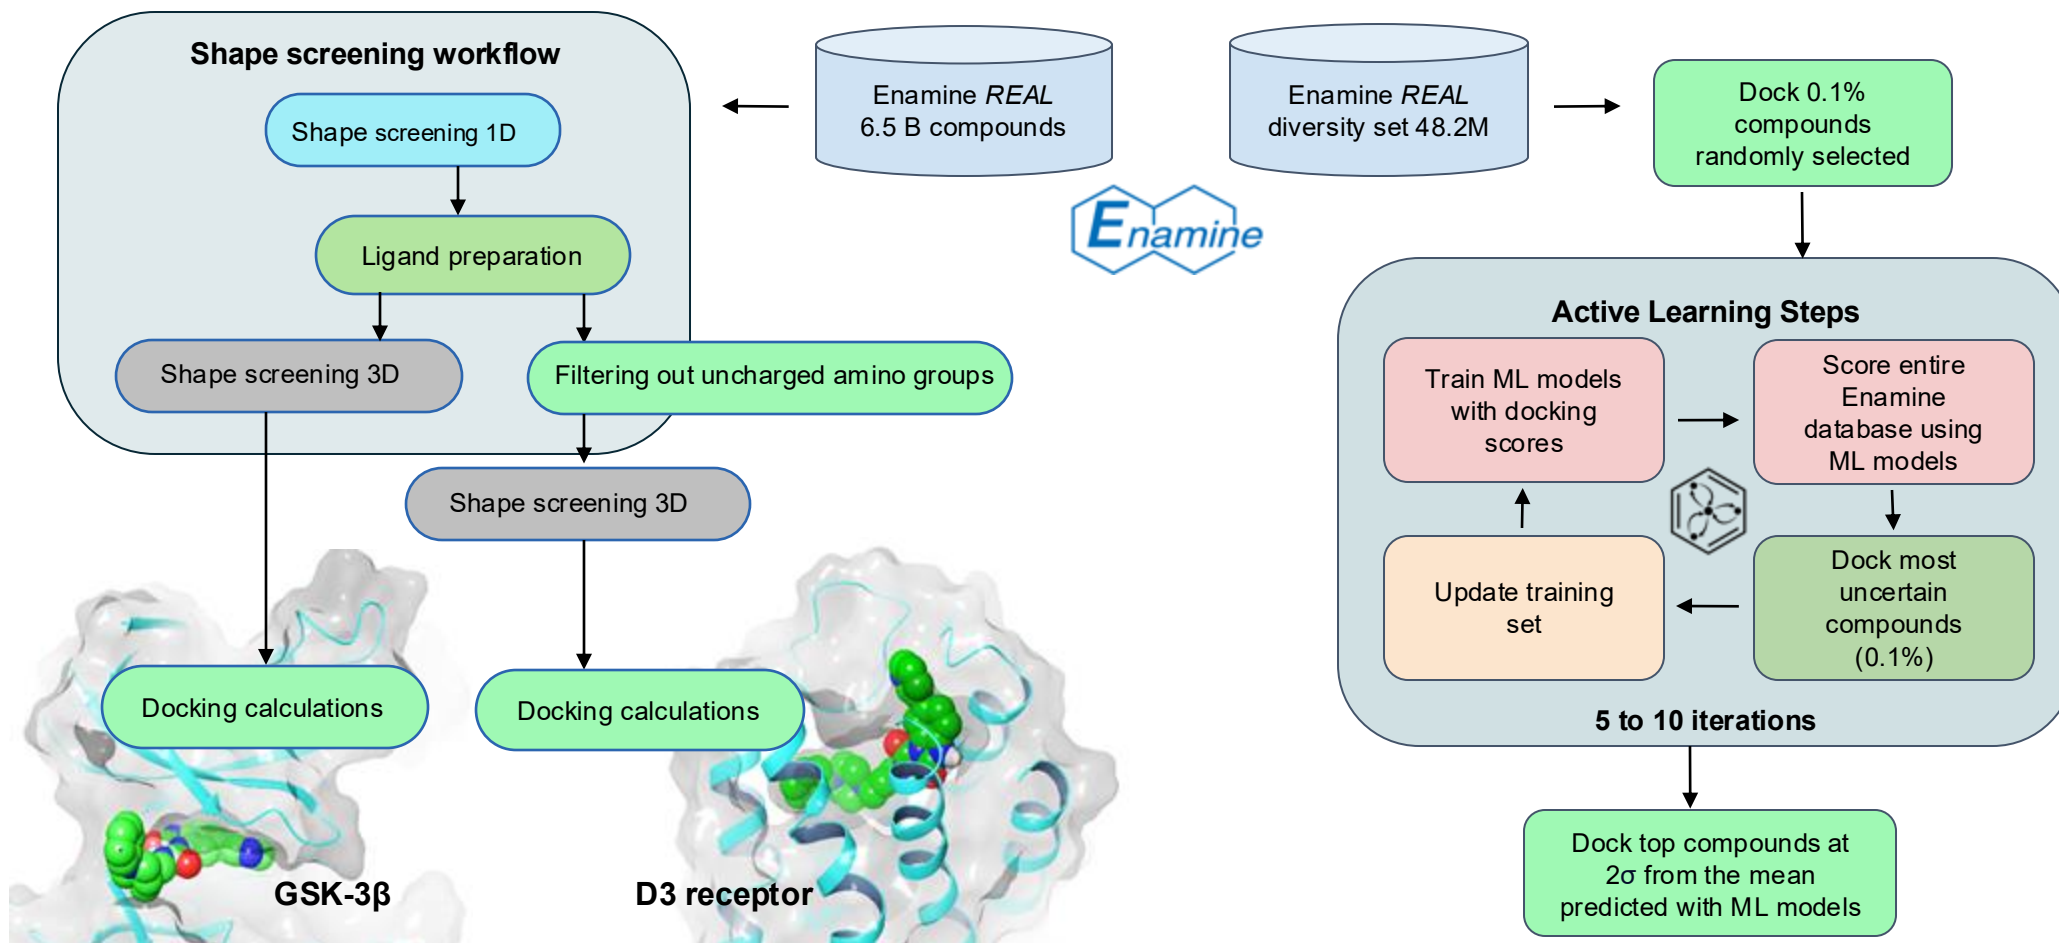 Shape screening workflow
Shape screening 1D
Ligand preparation
Shape screening 3D
Filtering out uncharged amino groups
Shape screening 3D
Docking calculations
Docking calculations
GSK-3β
D3 receptor
Enamine REAL
6.5 B compounds
Enamine REAL
diversity set 48.2M
Enamine
Dock 0.1%
compounds
randomly selected
Active Learning Steps
Train ML models
with docking
scores
Score entire
Enamine
database using
ML models
Dock most
uncertain
compounds
(0.1%)
Update training
set
5 to 10 iterations
Dock top compounds at
2σ from the mean
predicted with ML models